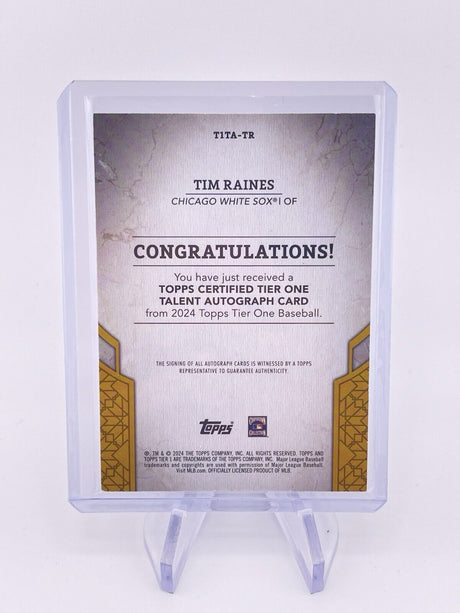 T1TA-TR
TIM RAINES
CHICAGO WHITE SOX® | OF
CONGRATULATIONS!
You have just received a
TOPPS CERTIFIED TIER ONE
TALENT AUTOGRAPH CARD
from 2024 Topps Tier One Baseball.
THE SIGNING OF ALL AUTOGRAPH CARDS IS WITNESSED BY A TOPPS
REPRESENTATIVE TO GUARANTEE AUTHENTICITY.
Topps
®, TM & © 2024 THE TOPPS COMPANY, INC. ALL RIGHTS RESERVED. TOPPS AND
TOPPS TIER 1 ARE TRADEMARKS OF THE TOPPS COMPANY, INC. Major League Baseball
trademarks and copyrights are used with permission of Major League Baseball.
Visit MLB.com. OFFICIALLY LICENSED PRODUCT OF MLB.